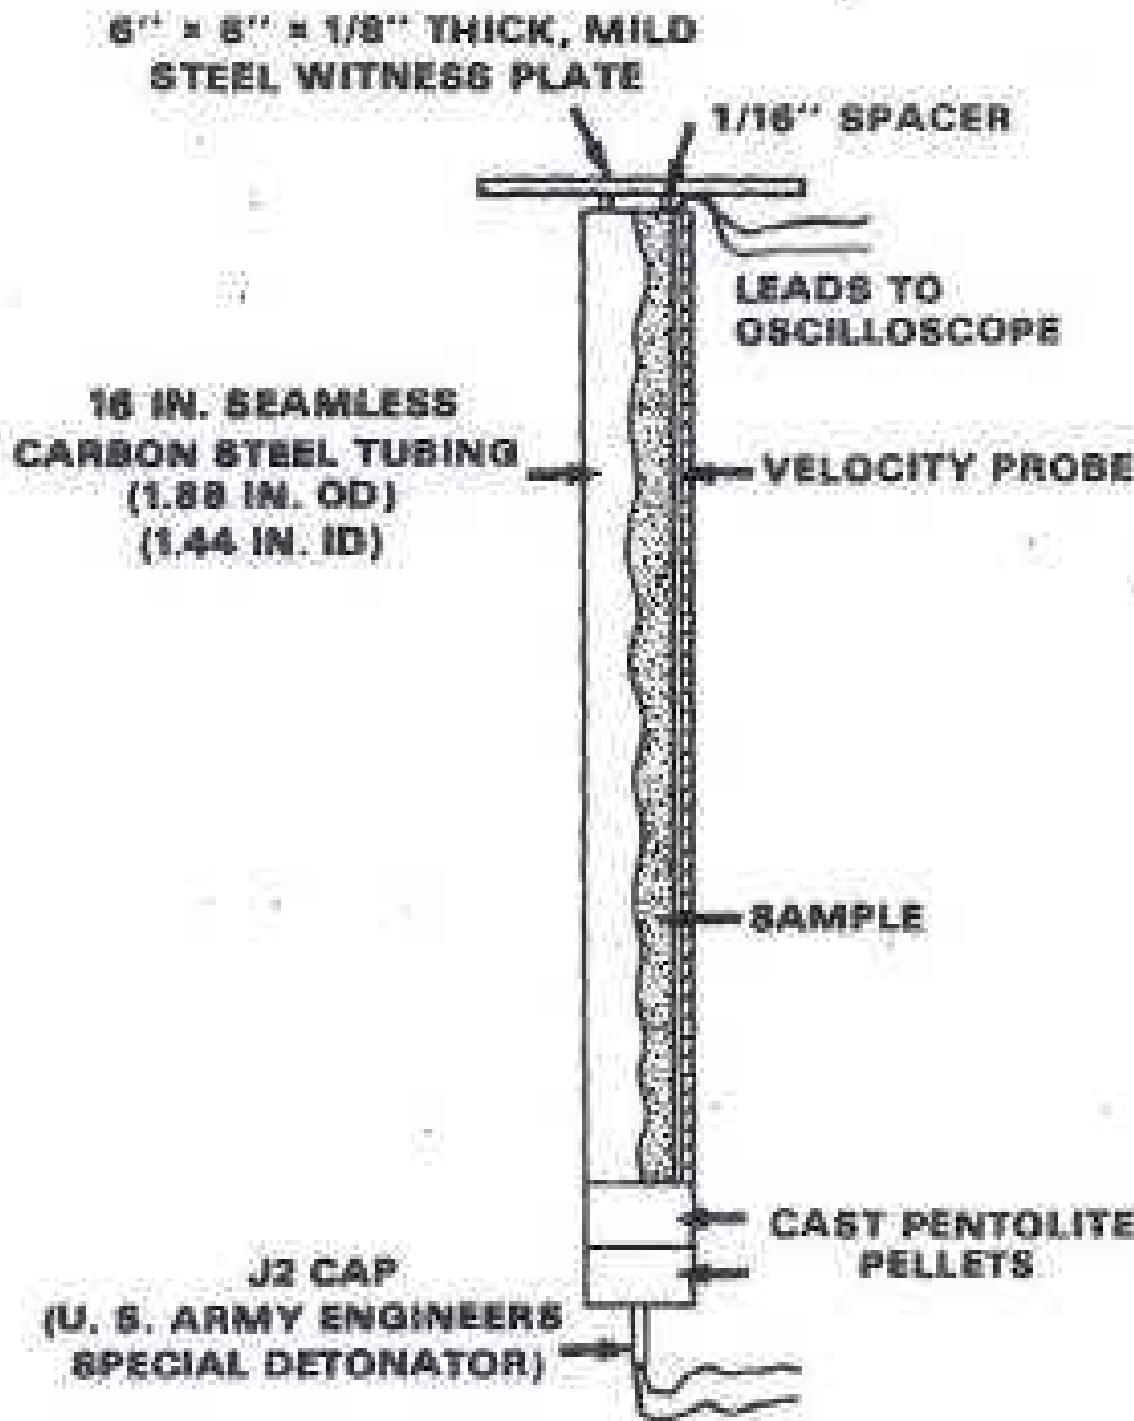 6" × 6" × 1/8" THICK, MILD
STEEL WITNESS PLATE
1/16" SPACER
LEADS TO
OSCILLOSCOPE
16 IN. SEAMLESS
CARBON STEEL TUBING
(1.88 IN. OD)
(1.44 IN. ID)
VELOCITY PROBE
SAMPLE
CAST PENTOLITE
PELLETS
J2 CAP
(U. S. ARMY ENGINEERS
SPECIAL DETONATOR)